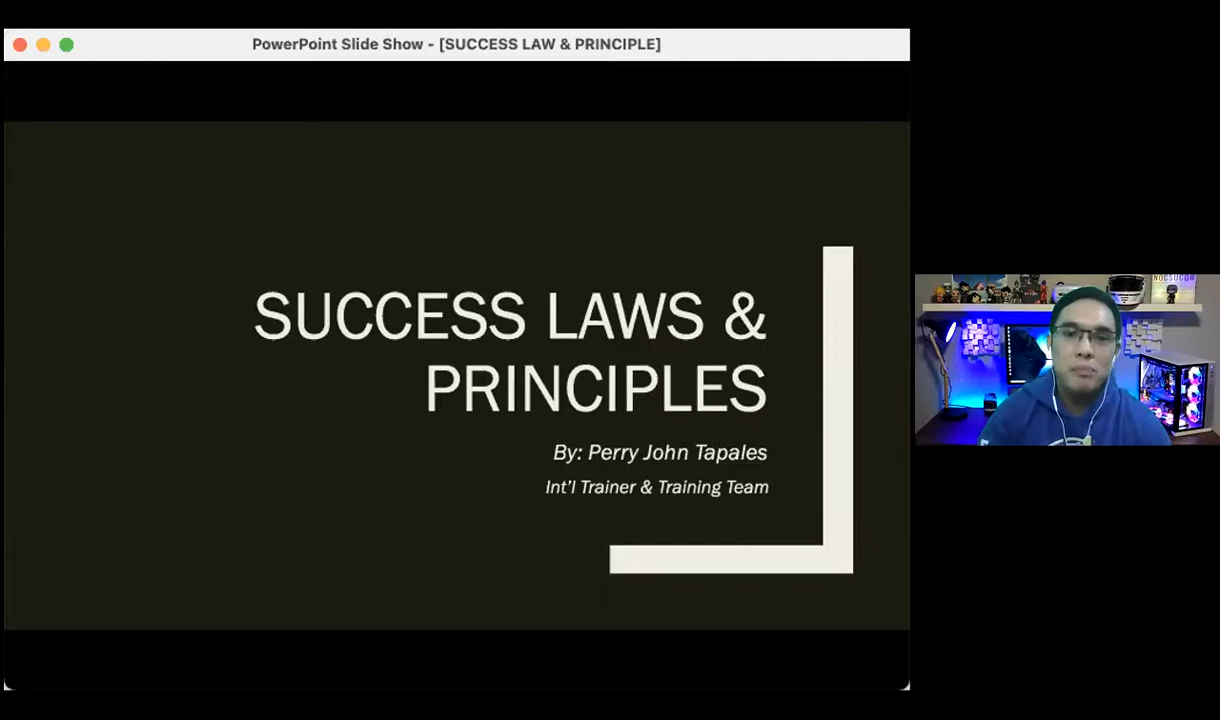 PowerPoint Slide Show - [SUCCESS LAW & PRINCIPLE]
SUCCESS LAWS &
PRINCIPLES
By: Perry John Tapales
Int'l Trainer & Training Team